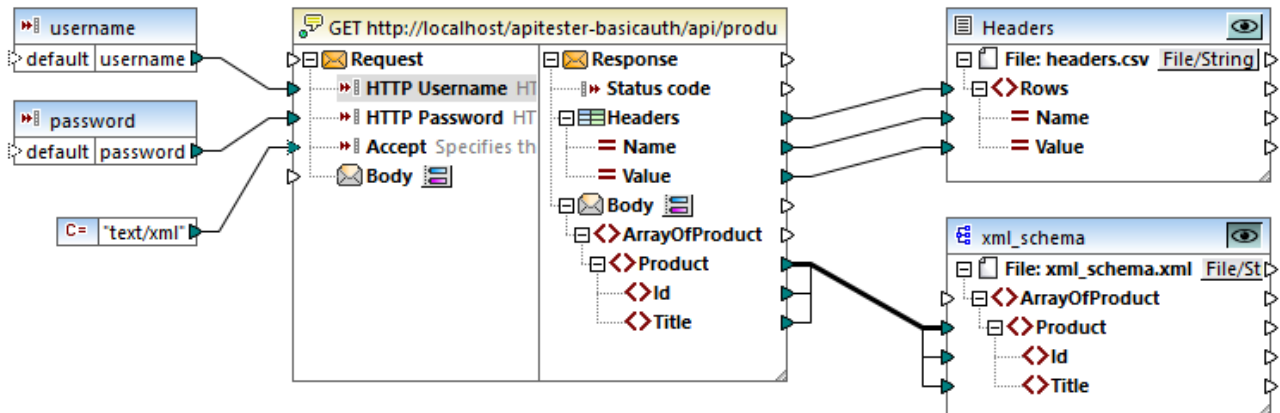 username
default username
password
default password
C= "text/xml"
GET http://localhost/apitester-basicauth/api/produ
Request
HTTP Username HT
HTTP Password HT
Accept Specifies th
Body
Response
Status code
Headers
Name
Value
Body
ArrayOfProduct
Product
Id
Title
Headers
File: headers.csv File/String
Rows
Name
Value
xml_schema
File: xml_schema.xml File/St
ArrayOfProduct
Product
Id
Title